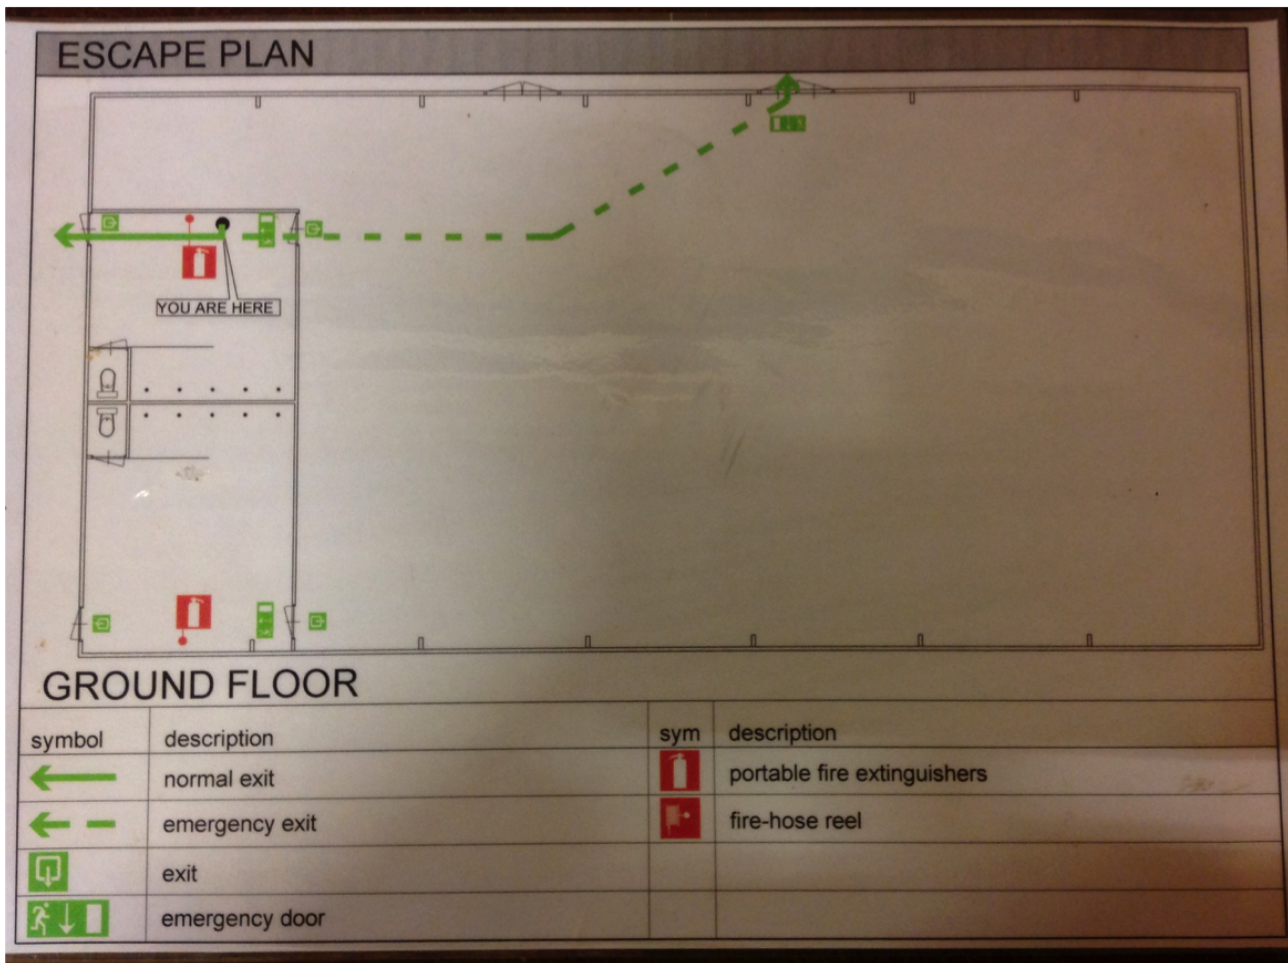 ESCAPE PLAN
YOU ARE HERE
GROUND FLOOR
symbol description sym description
normal exit portable fire extinguishers
emergency exit fire-hose reel
exit
emergency door